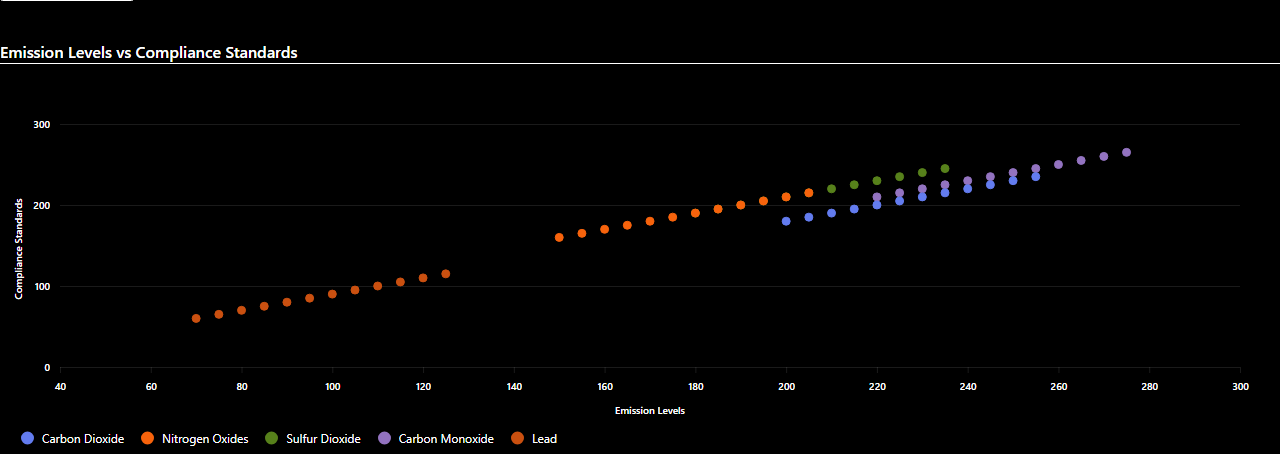 Emission Levels vs Compliance Standards
300
200
100
0
Compliance Standards
40 60 80 100 120 140 160 180 200 220 240 260 280 300
Emission Levels
Carbon Dioxide Nitrogen Oxides Sulfur Dioxide Carbon Monoxide Lead